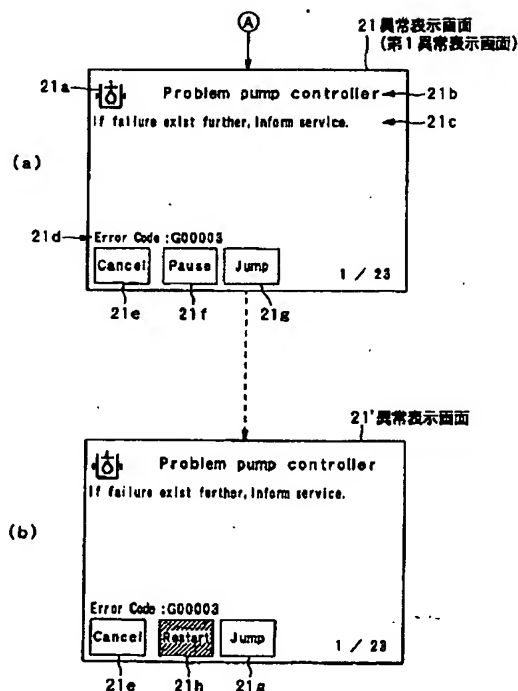 A
21異常表示画面
(第1異常表示画面)
21a
Problem pump controller
21b
If failure exist further, Inform service.
21c
(a)
21d
Error Code :G00003
Cancel
Pause
Jump
1 / 23
21e
21f
21g
21'異常表示画面
Problem pump controller
If failure exist further, Inform service.
(b)
Error Code :G00003
Cancel
Restart
Jump
1 / 23
21e
21h
21g